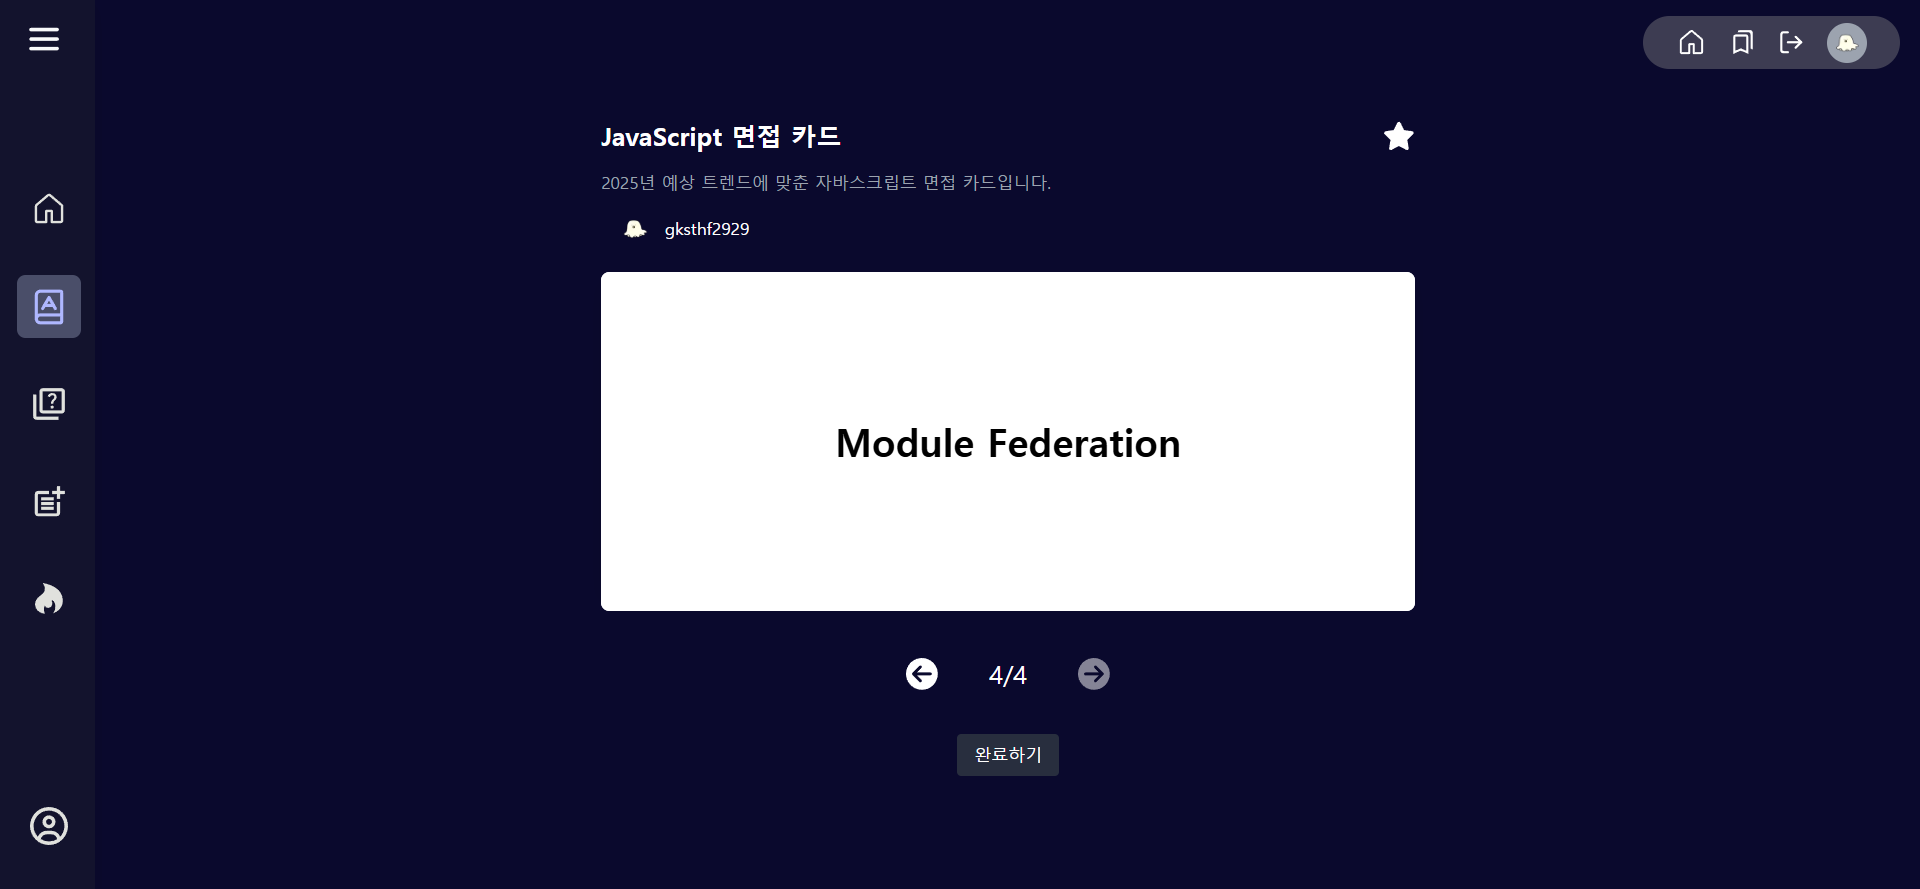 JavaScript 면접 카드
2025년 예상 트렌드에 맞춘 자바스크립트 면접 카드입니다.
gksthf2929
Module Federation
4/4
완료하기